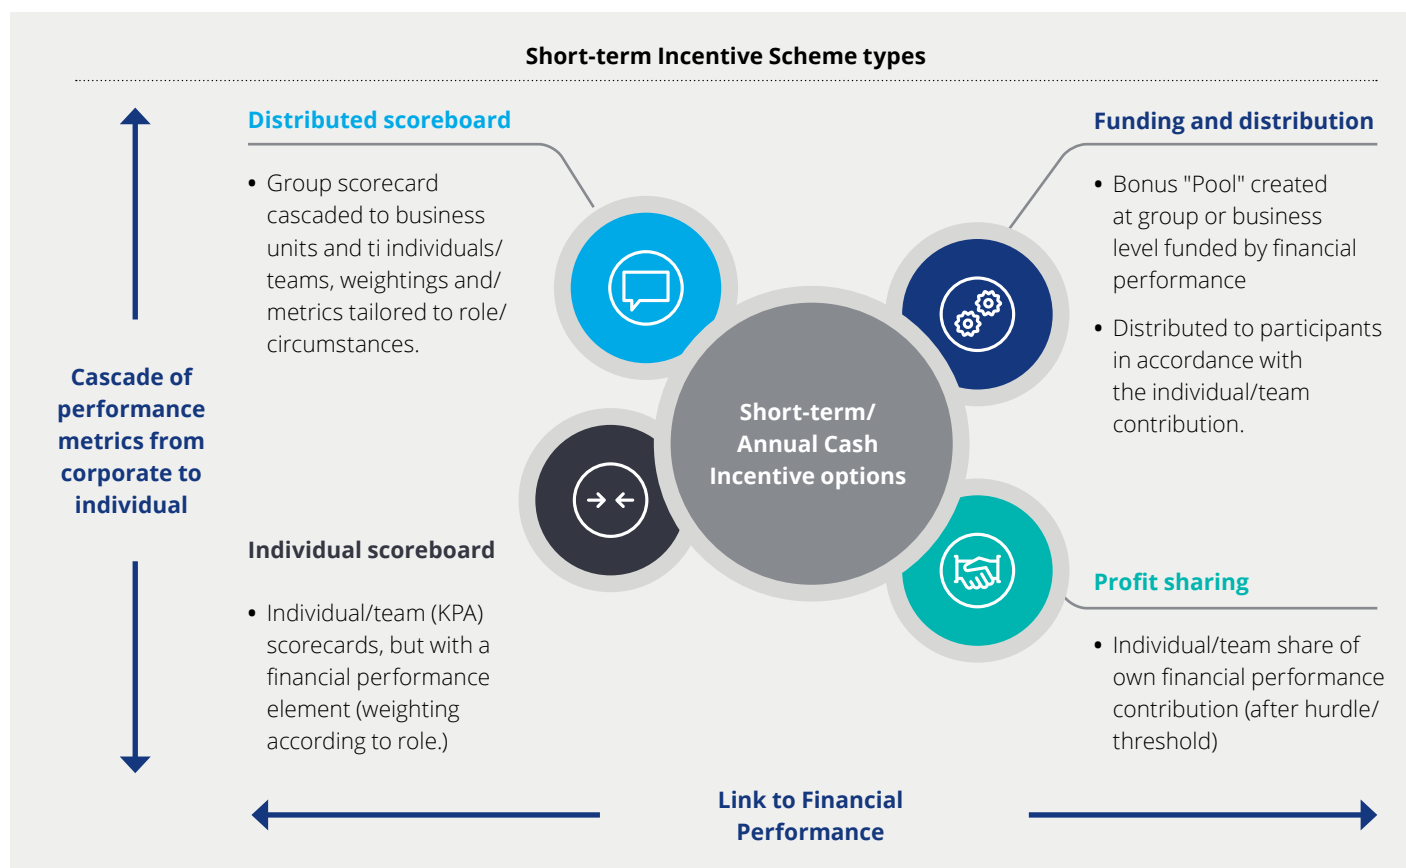 Short-term Incentive Scheme types
Distributed scoreboard
• Group scorecard
cascaded to business
units and ti individuals/
teams, weightings and/
metrics tailored to role/
circumstances.
Funding and distribution
• Bonus "Pool" created
at group or business
level funded by financial
performance
• Distributed to participants
in accordance with
the individual/team
contribution.
Cascade of
performance
metrics from
corporate to
individual
Short-term/
Annual Cash
Incentive options
Individual scoreboard
• Individual/team (KPA)
scorecards, but with a
financial performance
element (weighting
according to role.)
Profit sharing
• Individual/team share of
own financial performance
contribution (after hurdle/
threshold)
Link to Financial
Performance